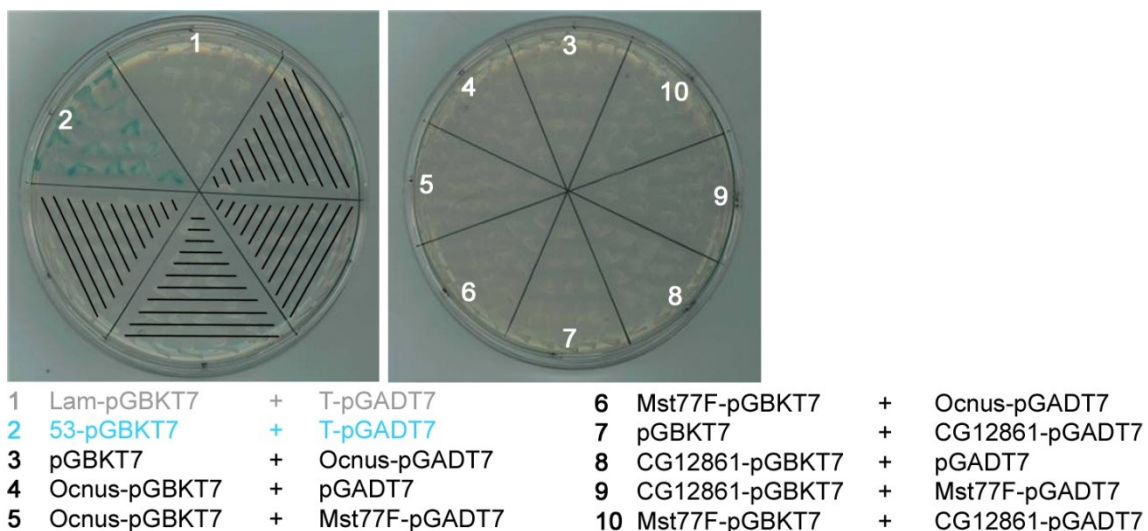 1
2
3
4
10
5
9
6
8
7
1 Lam-pGBKT7 + T-pGADT7
2 53-pGBKT7 + T-pGADT7
3 pGBKT7 + Ocnus-pGADT7
4 Ocnus-pGBKT7 + pGADT7
5 Ocnus-pGBKT7 + Mst77F-pGADT7
6 Mst77F-pGBKT7 + Ocnus-pGADT7
7 pGBKT7 + CG12861-pGADT7
8 CG12861-pGBKT7 + pGADT7
9 CG12861-pGBKT7 + Mst77F-pGADT7
10 Mst77F-pGBKT7 + CG12861-pGADT7